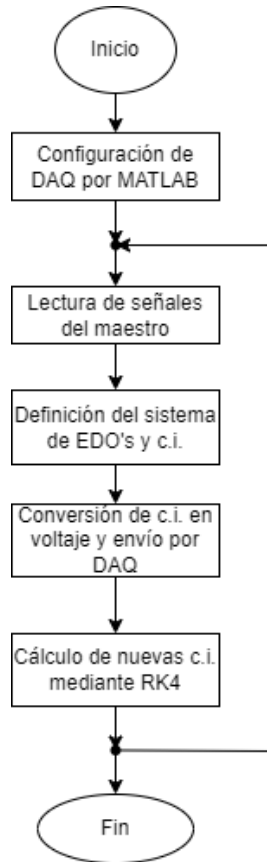 Inicio
Configuración de
DAQ por MATLAB
Lectura de señales
del maestro
Definición del sistema
de EDO's y c.i.
Conversión de c.i. en
voltaje y envío por
DAQ
Cálculo de nuevas c.i.
mediante RK4
Fin